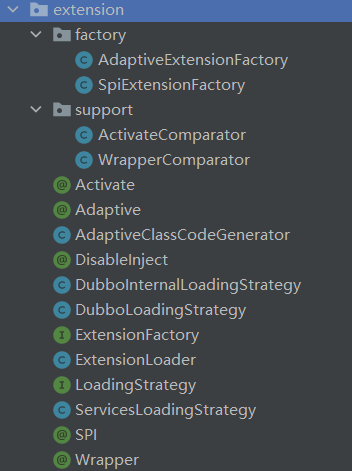 extension
factory
AdaptiveExtensionFactory
SpiExtensionFactory
support
ActivateComparator
WrapperComparator
Activate
Adaptive
AdaptiveClassCodeGenerator
DisableInject
DubboInternalLoadingStrategy
DubboLoadingStrategy
ExtensionFactory
ExtensionLoader
LoadingStrategy
ServicesLoadingStrategy
SPI
Wrapper